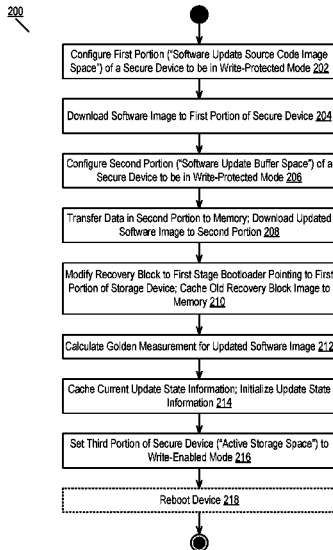 200
Configure First Portion ("Software Update Source Code Image
Space") of a Secure Device to be in Write-Protected Mode 202
Download Software Image to First Portion of Secure Device 204
Configure Second Portion ("Software Update Buffer Space") of a
Secure Device to be in Write-Protected Mode 206
Transfer Data in Second Portion to Memory; Download Updated
Software Image to Second Portion 208
Modify Recovery Block to First Stage Bootloader Pointing to First
Portion of Storage Device; Cache Old Recovery Block Image to
Memory 210
Calculate Golden Measurement for Updated Software Image 212
Cache Current Update State Information; Initialize Update State
Information 214
Set Third Portion of Secure Device ("Active Storage Space") to
Write-Enabled Mode 216
Reboot Device 218